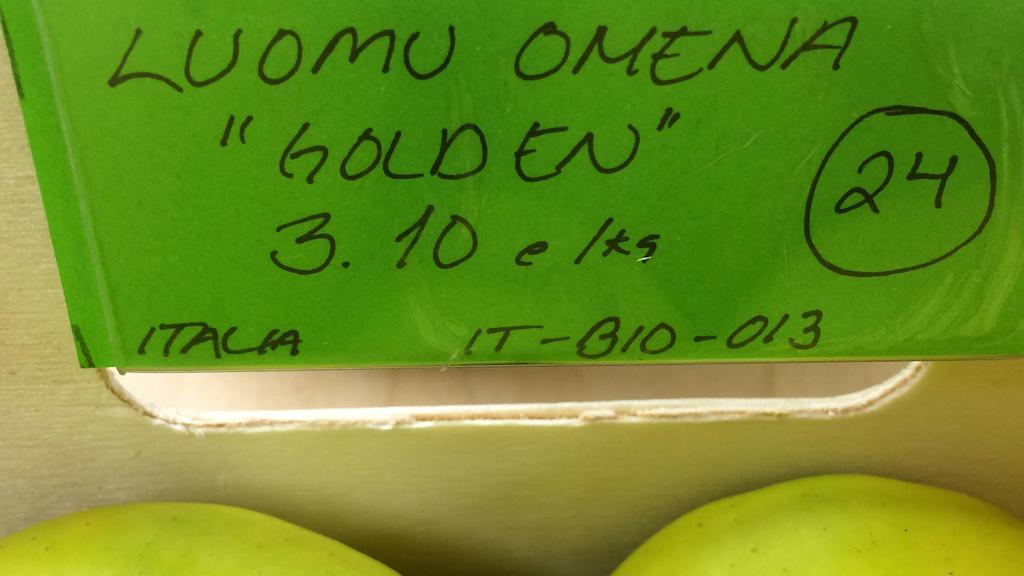 LUOMU OMENA
"GOLDEN"
24
3.10 e/kg
ITALIA IT-BIO-013